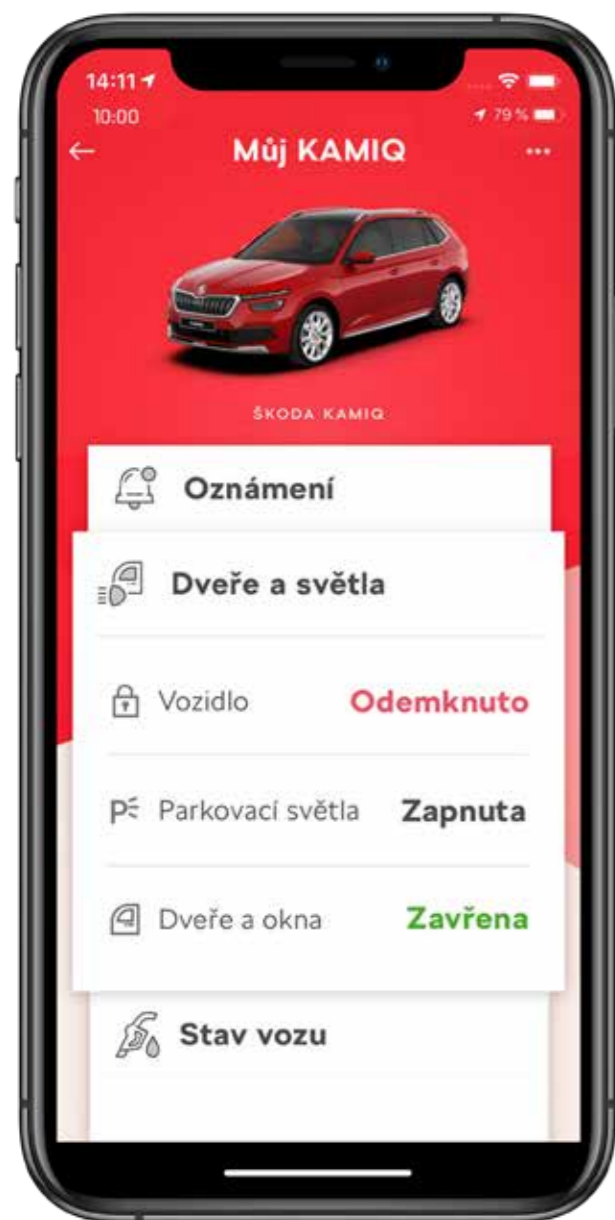 14:11
10:00 79 %
Můj KAMIQ
ŠKODA KAMIQ
Oznámení
Dveře a světla
Vozidlo Odemknuto
P Parkovací světla Zapnuta
Dveře a okna Zavřena
Stav vozu